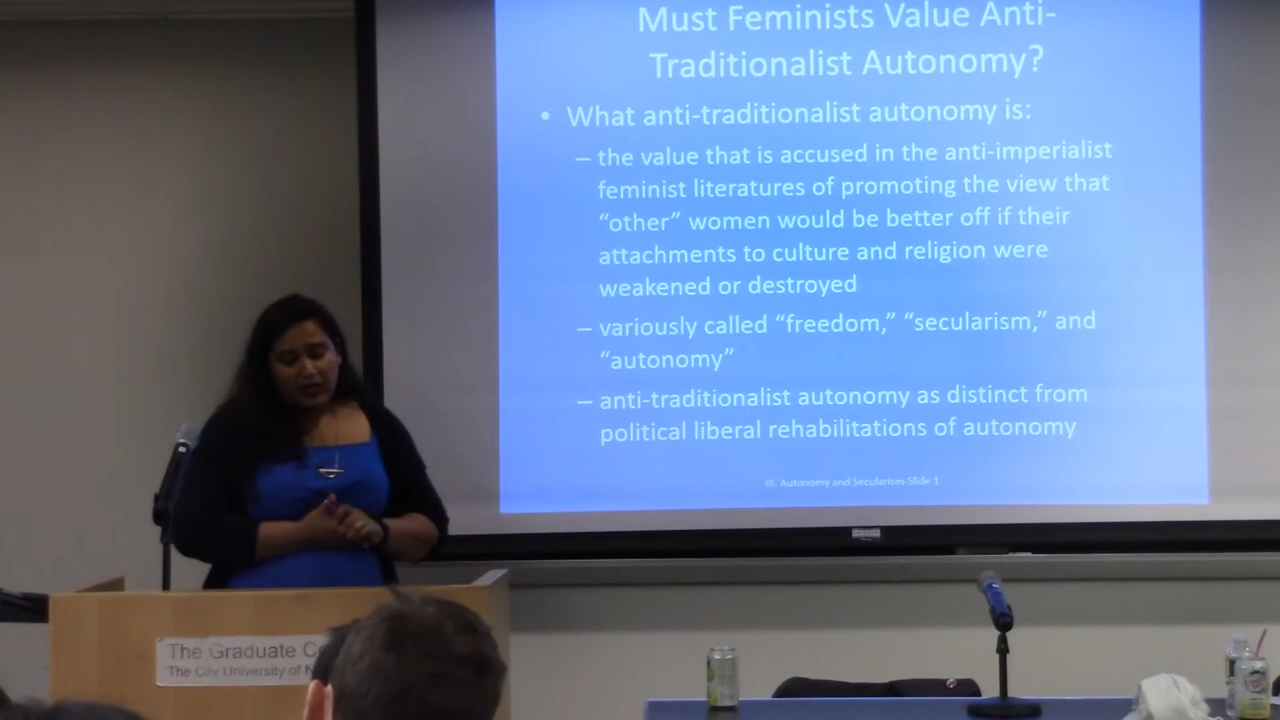 Must Feminists Value Anti-
Traditionalist Autonomy?
• What anti-traditionalist autonomy is:
– the value that is accused in the anti-imperialist
feminist literatures of promoting the view that
“other” women would be better off if their
attachments to culture and religion were
weakened or destroyed
– variously called “freedom,” “secularism,” and
“autonomy”
– anti-traditionalist autonomy as distinct from
political liberal rehabilitations of autonomy
III. Autonomy and Secularism-Slide 1
The Graduate C
The City University of N